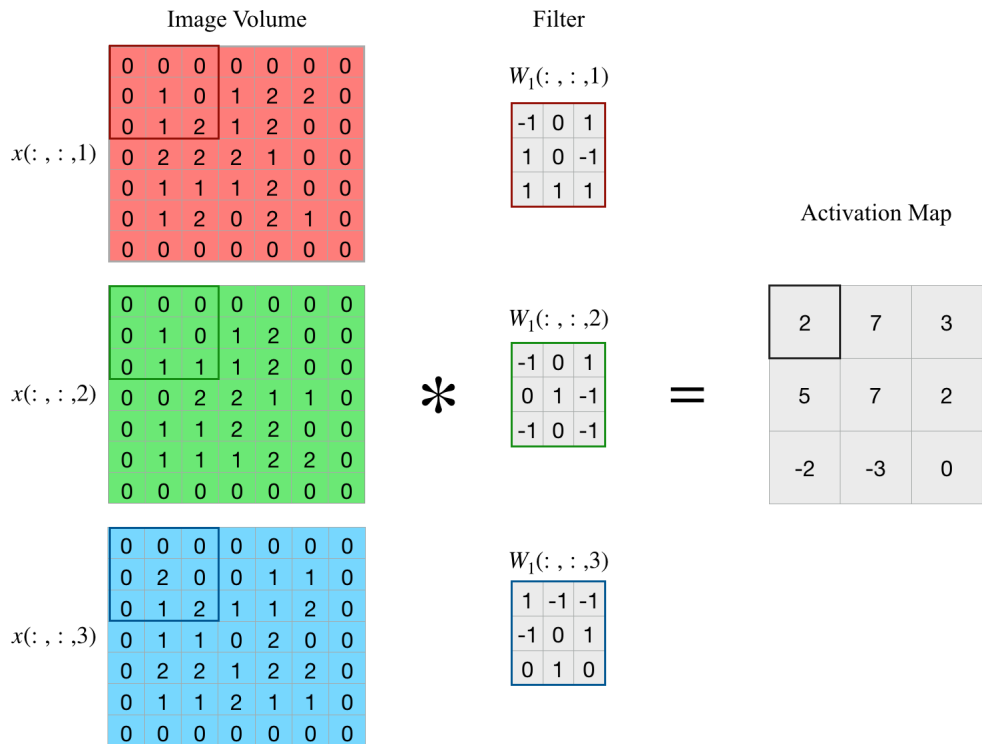 Image Volume
Filter
x(: , : ,1)
0 0 0 0 0 0 0
0 1 0 1 2 2 0
0 1 2 1 2 0 0
0 2 2 2 1 0 0
0 1 1 1 2 0 0
0 1 2 0 2 1 0
0 0 0 0 0 0 0
W1(: , : ,1)
-1 0 1
1 0 -1
1 1 1
x(: , : ,2)
0 0 0 0 0 0 0
0 1 0 1 2 0 0
0 1 1 1 2 0 0
0 0 2 2 1 1 0
0 1 1 2 2 0 0
0 1 1 1 2 2 0
0 0 0 0 0 0 0
*
W1(: , : ,2)
-1 0 1
0 1 -1
-1 0 -1
=
Activation Map
2 7 3
5 7 2
-2 -3 0
x(: , : ,3)
0 0 0 0 0 0 0
0 2 0 0 1 1 0
0 1 2 1 1 2 0
0 1 1 0 2 0 0
0 2 2 1 2 2 0
0 1 1 2 1 1 0
0 0 0 0 0 0 0
W1(: , : ,3)
1 -1 -1
-1 0 1
0 1 0